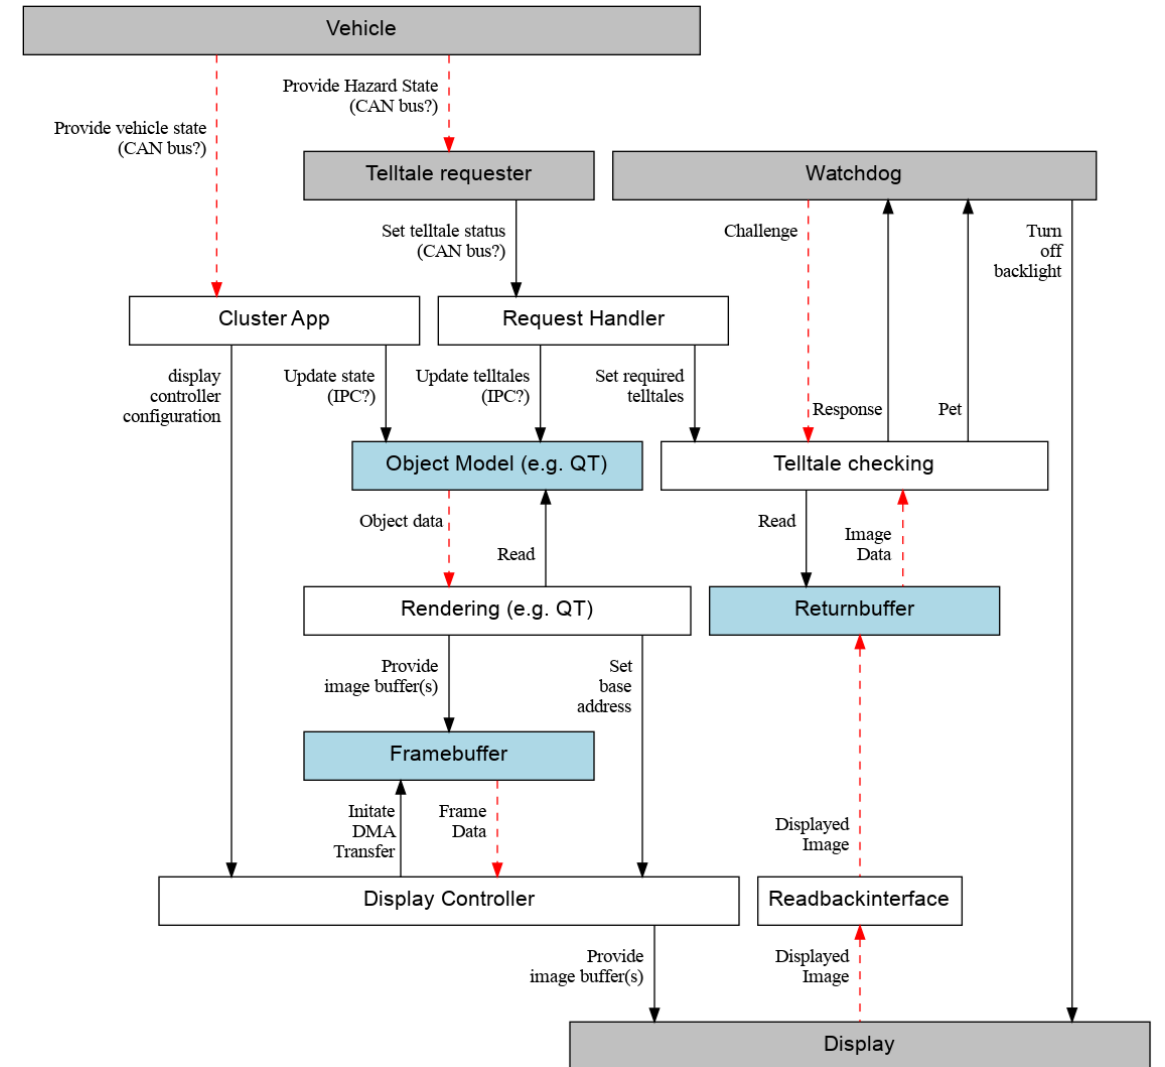 Vehicle
Provide Hazard State
(CAN bus?)
Provide vehicle state
(CAN bus?)
Telltale requester
Watchdog
Set telltale status
(CAN bus?)
Challenge
Turn
off
backlight
Cluster App
Request Handler
display
controller
configuration
Update state
(IPC?)
Update telltales
(IPC?)
Set required
telltales
Response
Pet
Object Model (e.g. QT)
Telltale checking
Object data
Read
Read
Image
Data
Rendering (e.g. QT)
Returnbuffer
Provide
image buffer(s)
Set
base
address
Framebuffer
Initate
DMA
Transfer
Frame
Data
Displayed
Image
Display Controller
Readbackinterface
Provide
image buffer(s)
Displayed
Image
Display